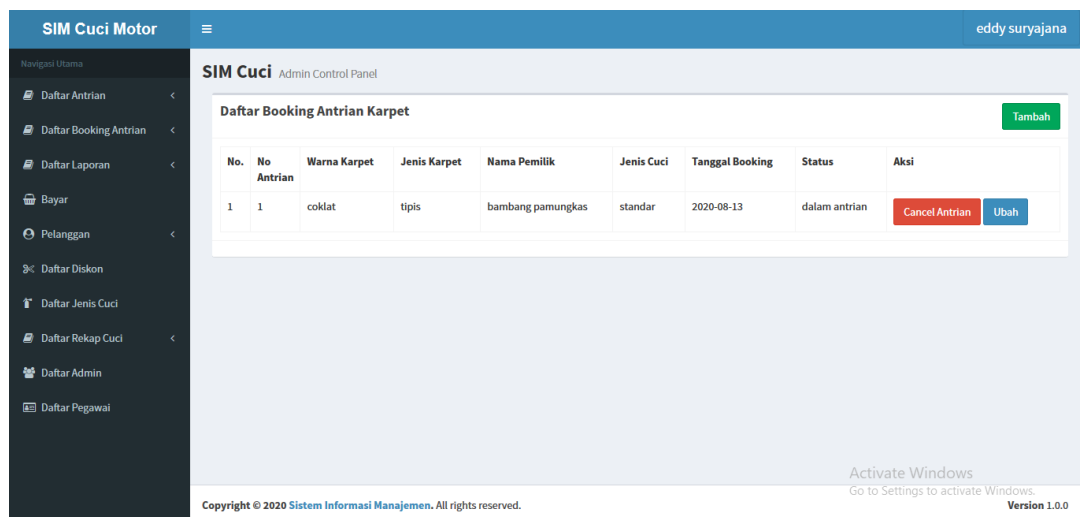 SIM Cuci Motor
eddy suryajana
Navigasi Utama
Daftar Antrian
Daftar Booking Antrian
Daftar Laporan
Bayar
Pelanggan
Daftar Diskon
Daftar Jenis Cuci
Daftar Rekap Cuci
Daftar Admin
Daftar Pegawai
SIM Cuci Admin Control Panel
Daftar Booking Antrian Karpet
Tambah
No. No Antrian Warna Karpet Jenis Karpet Nama Pemilik Jenis Cuci Tanggal Booking Status Aksi
1 1 coklat tipis bambang pamungkas standar 2020-08-13 dalam antrian Cancel Antrian Ubah
Activate Windows
Go to Settings to activate Windows.
Copyright © 2020 Sistem Informasi Manajemen. All rights reserved.
Version 1.0.0